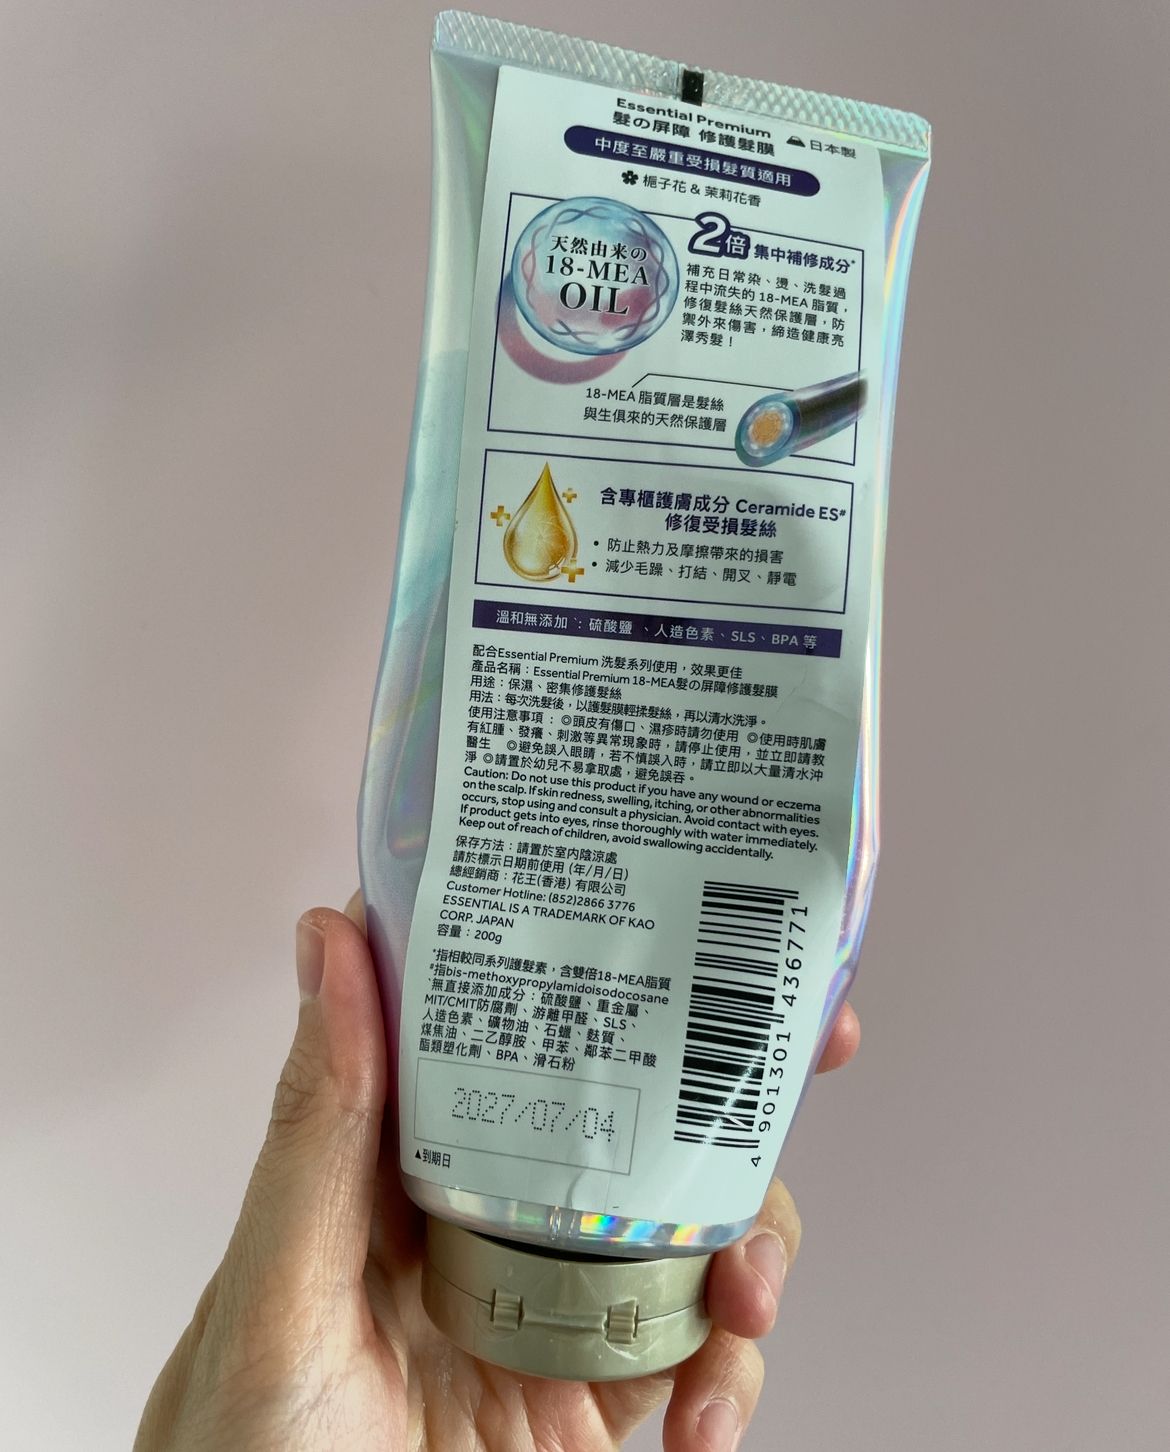 Essential Premium
髮の屏障 修護髮膜
日本製
中度至嚴重受損髮質適用
梔子花 & 茉莉花香
天然由来の
18-MEA
OIL
2倍 集中補修成分*
補充日常染、燙、洗髮過
程中流失的 18-MEA 脂質，
修復髮絲天然保護層，防
禦外來傷害，締造健康亮
澤秀髮！
18-MEA 脂質層是髮絲
與生俱來的天然保護層
含專櫃護膚成分 Ceramide ES#
修復受損髮絲
• 防止熱力及摩擦帶來的損害
• 減少毛躁、打結、開叉、靜電
溫和無添加`: 硫酸鹽、人造色素、SLS、BPA 等
配合Essential Premium 洗髮系列使用，效果更佳
產品名稱：Essential Premium 18-MEA髮の屏障修護髮膜
用途：保濕、密集修護髮絲
用法：每次洗髮後，以護髮膜輕揉髮絲，再以清水洗淨。
使用注意事項：◎頭皮有傷口、濕疹時請勿使用 ◎使用時肌膚
有紅腫、發癢、刺激等異常現象時，請停止使用，並立即請教
醫生 ◎避免誤入眼睛，若不慎誤入時，請立即以大量清水沖
淨 ◎請置於幼兒不易拿取處，避免誤吞。
Caution: Do not use this product if you have any wound or eczema
on the scalp. If skin redness, swelling, itching, or other abnormalities
occurs, stop using and consult a physician. Avoid contact with eyes.
If product gets into eyes, rinse thoroughly with water immediately.
Keep out of reach of children, avoid swallowing accidentally.
保存方法：請置於室內陰涼處
請於標示日期前使用 (年/月/日)
總經銷商：花王(香港) 有限公司
Customer Hotline: (852)2866 3776
ESSENTIAL IS A TRADEMARK OF KAO
CORP. JAPAN
容量：200g
*指相較同系列護髮素，含雙倍18-MEA脂質
#指bis-methoxypropylamidoisodocosane
`無直接添加成分：硫酸鹽、重金屬、
MIT/CMIT防腐劑、游離甲醛、SLS、
人造色素、礦物油、石蠟、麩質、
煤焦油、二乙醇胺、甲苯、鄰苯二甲酸
酯類塑化劑、BPA、滑石粉
2027/07/04
▲到期日
4 901301 436771